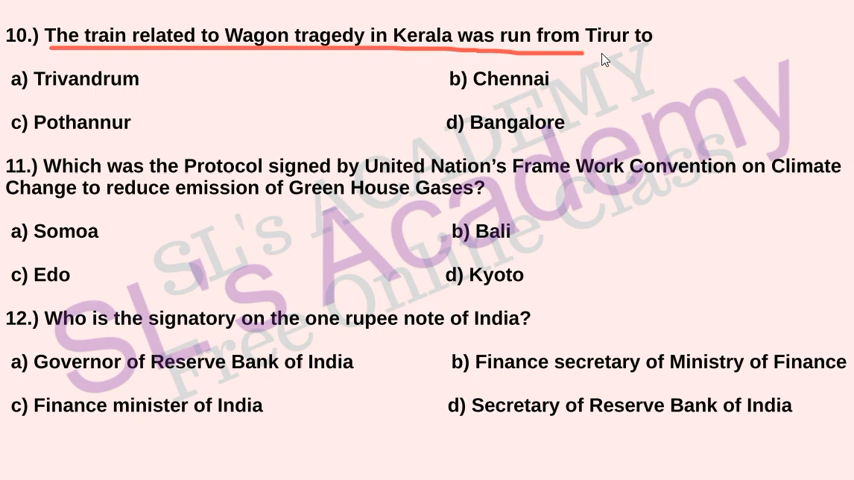 10.) The train related to Wagon tragedy in Kerala was run from Tirur to
a) Trivandrum b) Chennai
c) Pothannur d) Bangalore
11.) Which was the Protocol signed by United Nation's Frame Work Convention on Climate
Change to reduce emission of Green House Gases?
a) Somoa b) Bali
c) Edo d) Kyoto
12.) Who is the signatory on the one rupee note of India?
a) Governor of Reserve Bank of India b) Finance secretary of Ministry of Finance
c) Finance minister of India d) Secretary of Reserve Bank of India
SL's ACADEMY
SL's Academy
Free Online Class